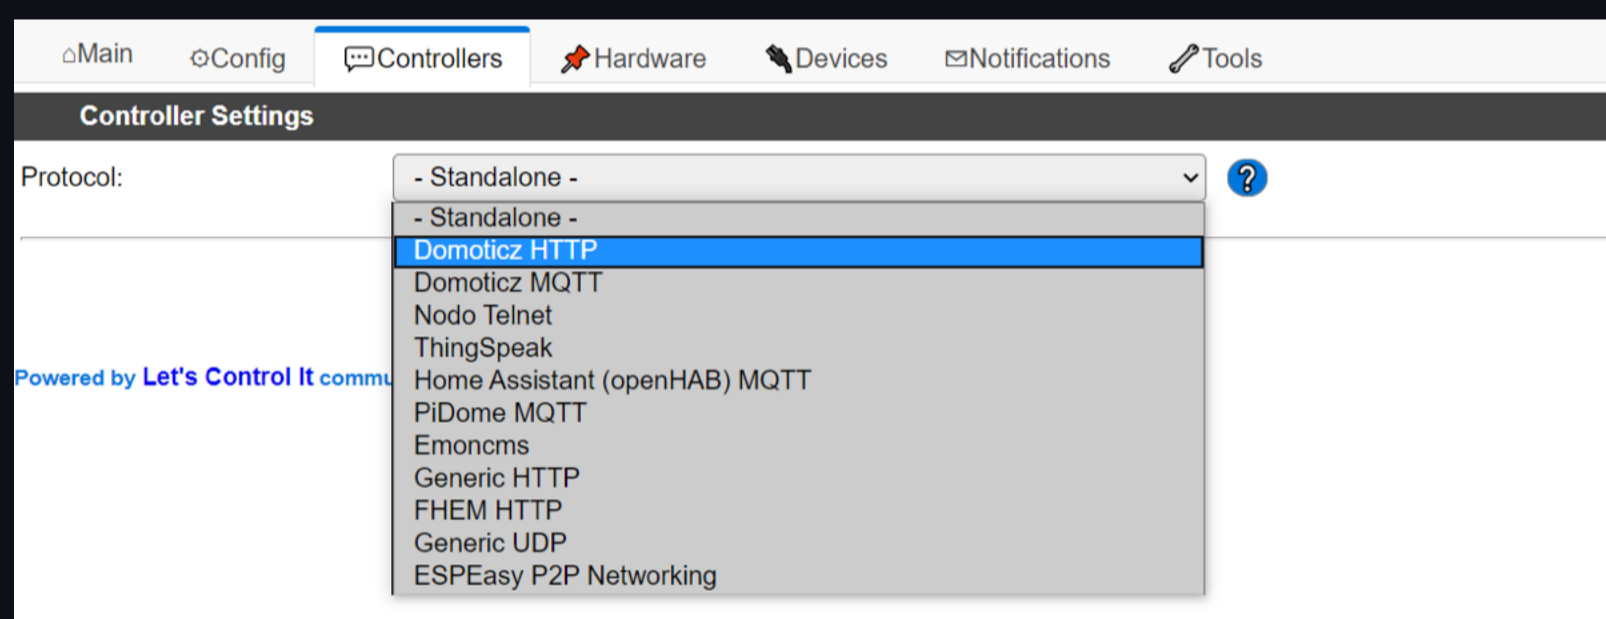 Main Config Controllers Hardware Devices Notifications Tools
Controller Settings
Protocol: - Standalone -
- Standalone -
Domoticz HTTP
Domoticz MQTT
Nodo Telnet
ThingSpeak
Powered by Let's Control It commu
Home Assistant (openHAB) MQTT
PiDome MQTT
Emoncms
Generic HTTP
FHEM HTTP
Generic UDP
ESPEasy P2P Networking